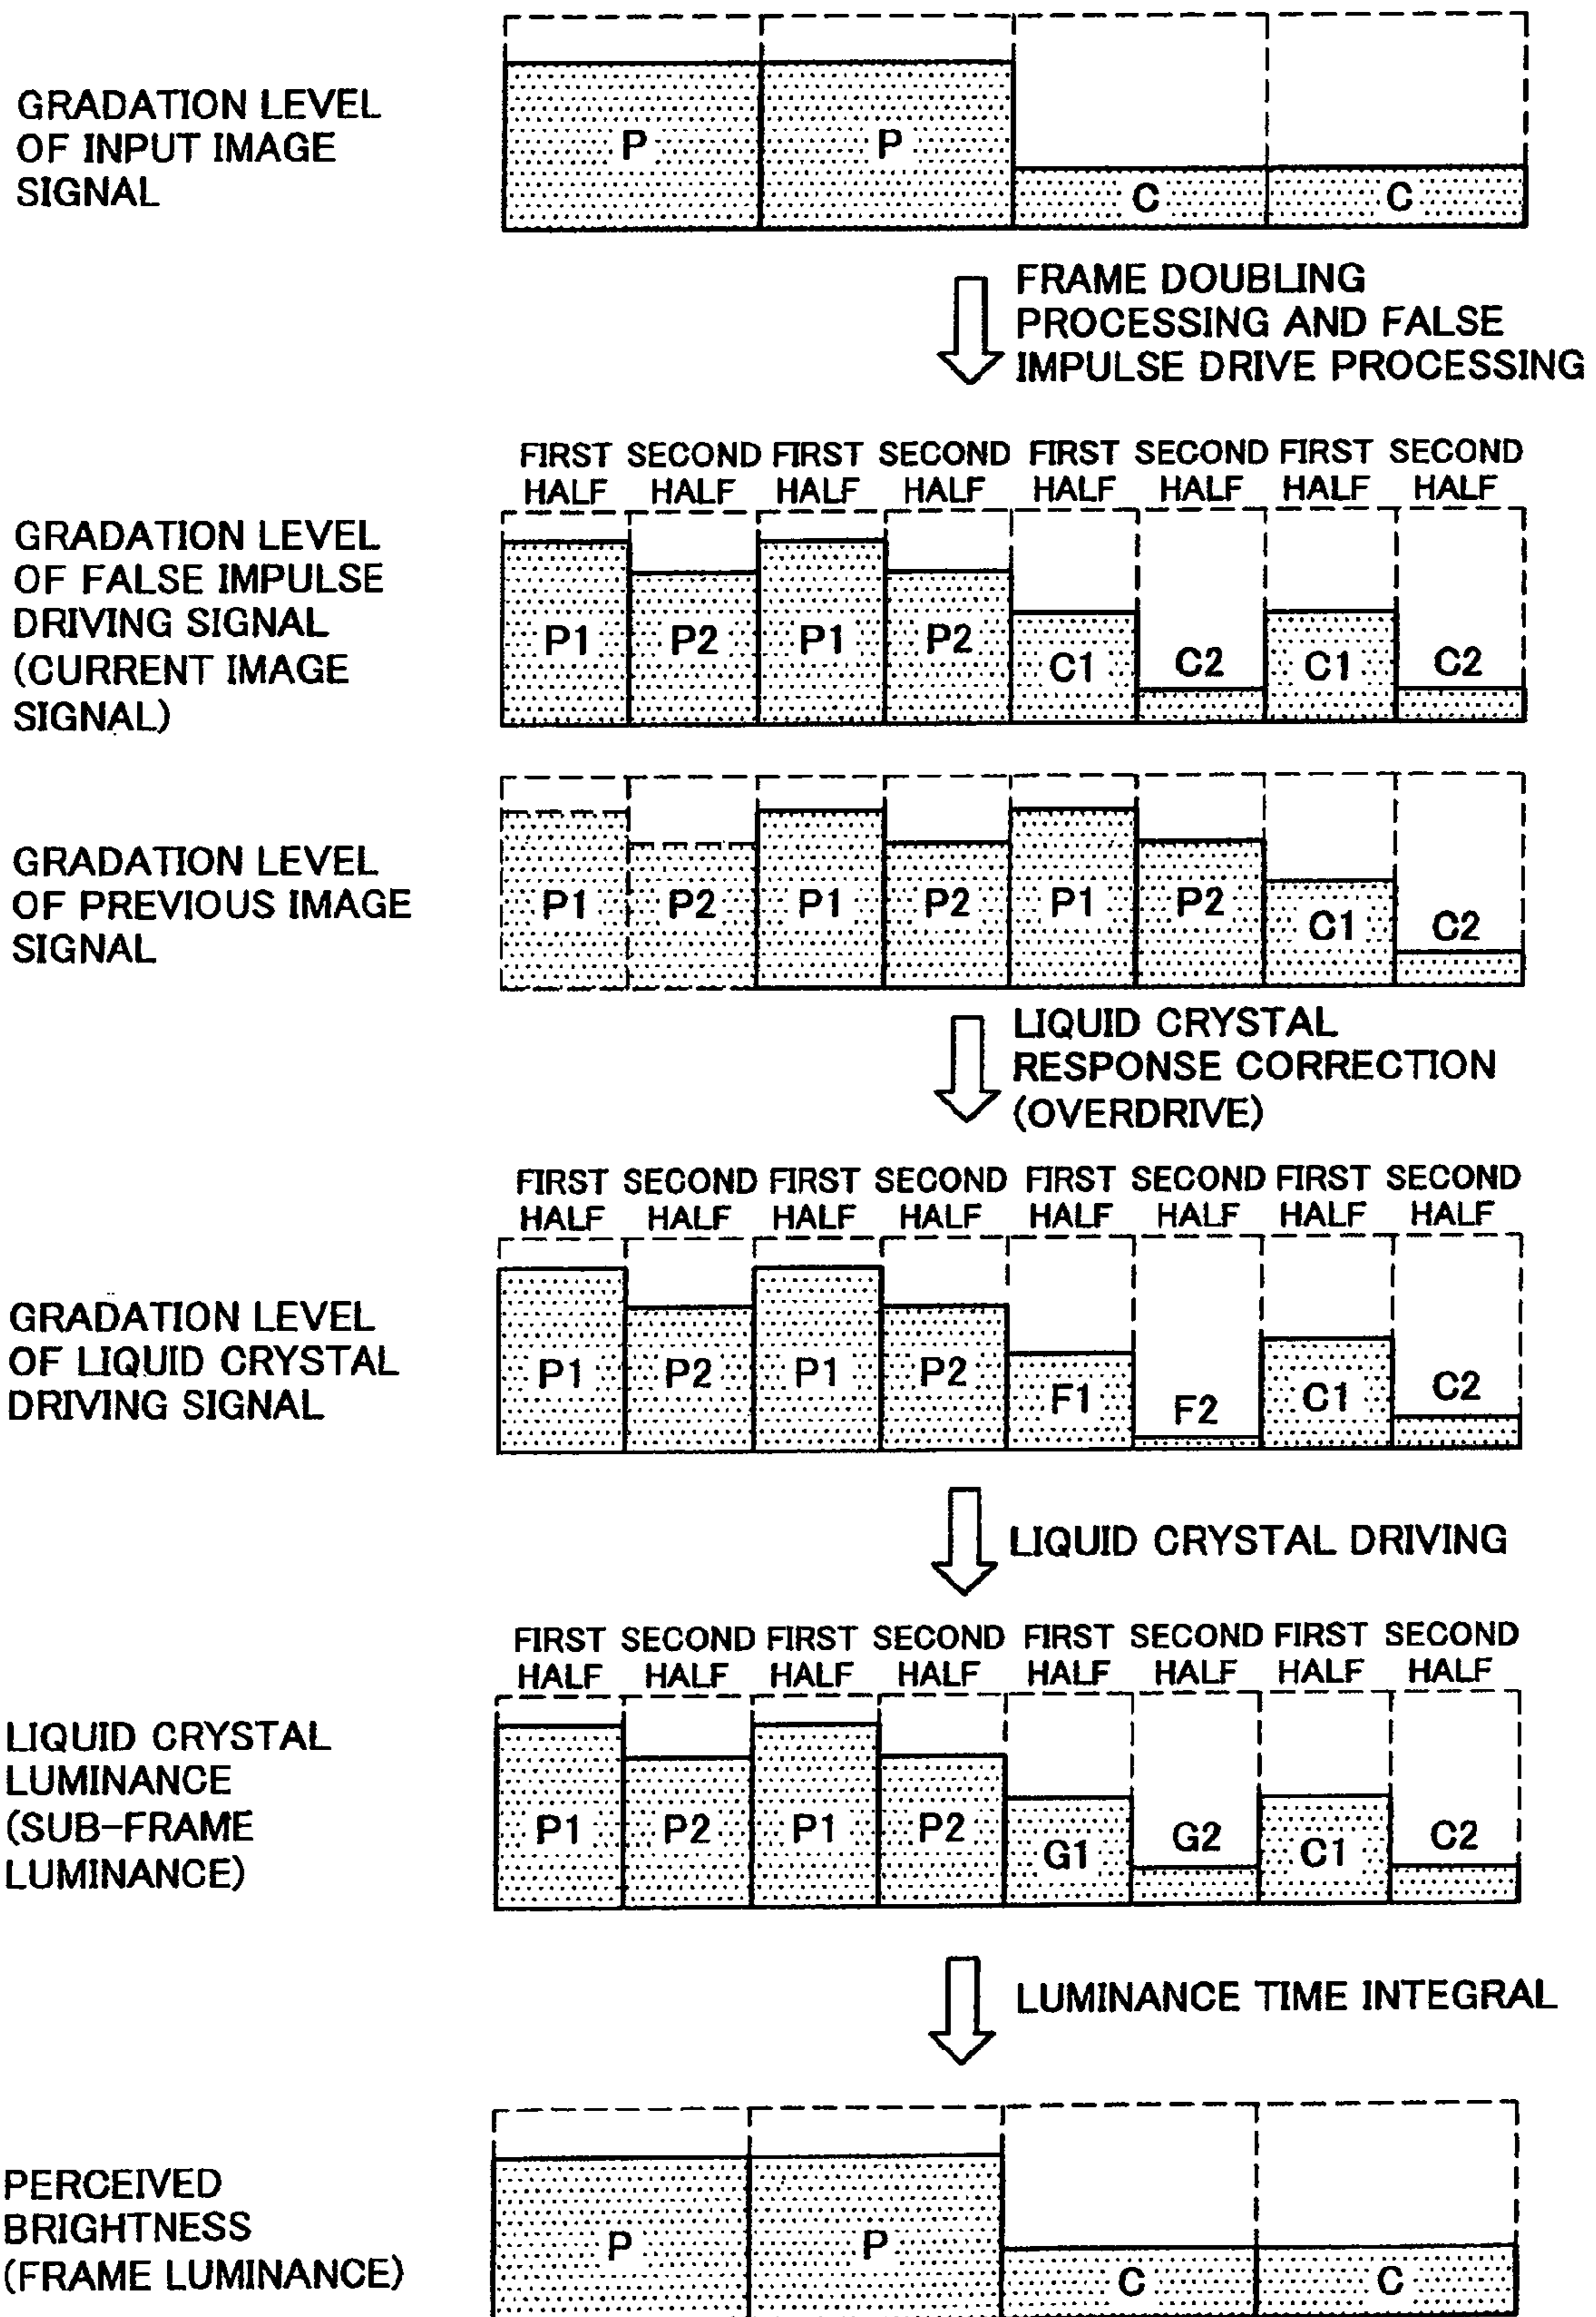 GRADATION LEVEL
OF INPUT IMAGE
SIGNAL
P P C C
FRAME DOUBLING
PROCESSING AND FALSE
IMPULSE DRIVE PROCESSING
FIRST SECOND FIRST SECOND FIRST SECOND FIRST SECOND
HALF HALF HALF HALF HALF HALF HALF HALF
GRADATION LEVEL
OF FALSE IMPULSE
DRIVING SIGNAL
(CURRENT IMAGE
SIGNAL)
P1 P2 P1 P2 C1 C2 C1 C2
GRADATION LEVEL
OF PREVIOUS IMAGE
SIGNAL
P1 P2 P1 P2 P1 P2 C1 C2
LIQUID CRYSTAL
RESPONSE CORRECTION
(OVERDRIVE)
FIRST SECOND FIRST SECOND FIRST SECOND FIRST SECOND
HALF HALF HALF HALF HALF HALF HALF HALF
GRADATION LEVEL
OF LIQUID CRYSTAL
DRIVING SIGNAL
P1 P2 P1 P2 F1 F2 C1 C2
LIQUID CRYSTAL DRIVING
FIRST SECOND FIRST SECOND FIRST SECOND FIRST SECOND
HALF HALF HALF HALF HALF HALF HALF HALF
LIQUID CRYSTAL
LUMINANCE
(SUB-FRAME
LUMINANCE)
P1 P2 P1 P2 G1 G2 C1 C2
LUMINANCE TIME INTEGRAL
PERCEIVED
BRIGHTNESS
(FRAME LUMINANCE)
P P C C